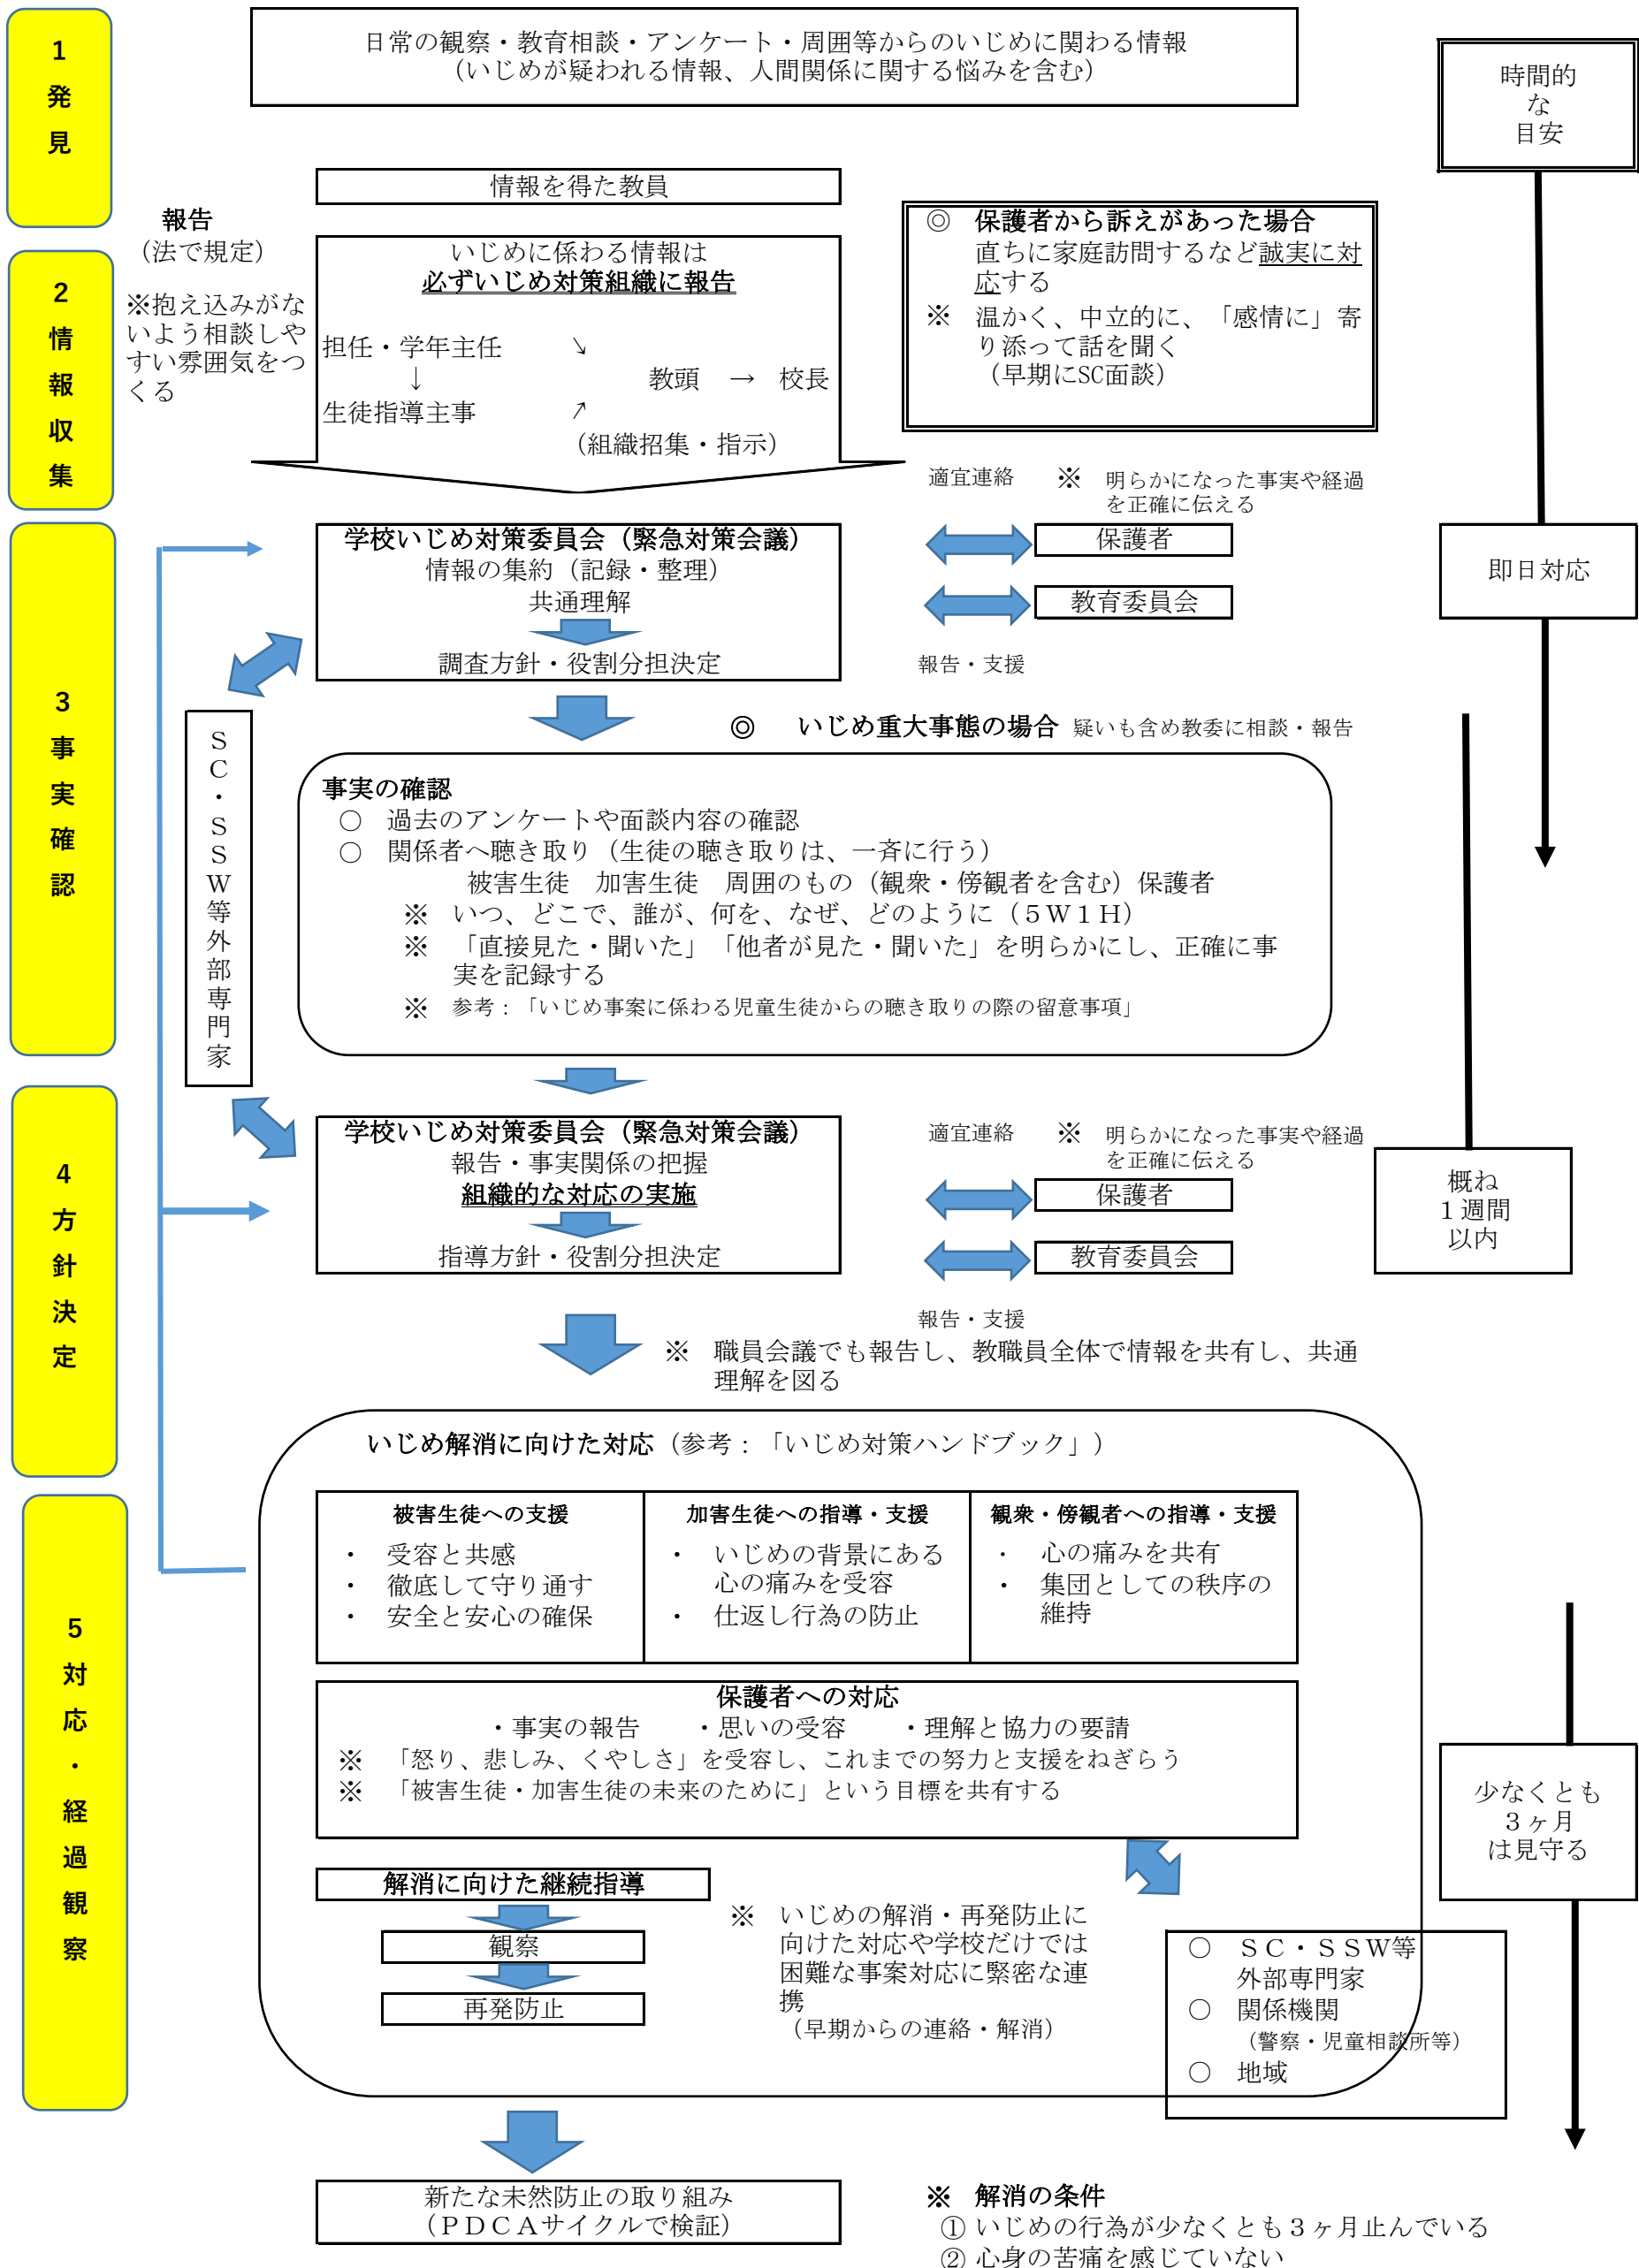 1
発
見
日常の観察・教育相談・アンケート・周囲等からのいじめに関わる情報
（いじめが疑われる情報、人間関係に関する悩みを含む）
時間的
な
目安
情報を得た教員
報告
（法で規定）
※抱え込みがな
いよう相談しや
すい雰囲気をつ
くる
2
情
報
収
集
いじめに係わる情報は
必ずいじめ対策組織に報告
担任・学年主任 ↘
↓ 教頭 → 校長
生徒指導主事 ↗
（組織招集・指示）
◎ 保護者から訴えがあった場合
直ちに家庭訪問するなど誠実に対
応する
※ 温かく、中立的に、「感情に」寄
り添って話を聞く
（早期にSC面談）
適宜連絡 ※ 明らかになった事実や経過
を正確に伝える
3
事
実
確
認
学校いじめ対策委員会（緊急対策会議）
情報の集約（記録・整理）
共通理解
調査方針・役割分担決定
保護者
教育委員会
報告・支援
即日対応
◎ いじめ重大事態の場合 疑いも含め教委に相談・報告
S
C
・
S
S
W
等
外
部
専
門
家
事実の確認
○ 過去のアンケートや面談内容の確認
○ 関係者へ聴き取り（生徒の聴き取りは、一斉に行う）
被害生徒 加害生徒 周囲のもの（観衆・傍観者を含む）保護者
※ いつ、どこで、誰が、何を、なぜ、どのように（５Ｗ１Ｈ）
※ 「直接見た・聞いた」「他者が見た・聞いた」を明らかにし、正確に事
実を記録する
※ 参考：「いじめ事案に係わる児童生徒からの聴き取りの際の留意事項」
4
方
針
決
定
学校いじめ対策委員会（緊急対策会議）
報告・事実関係の把握
組織的な対応の実施
指導方針・役割分担決定
適宜連絡 ※ 明らかになった事実や経過
を正確に伝える
保護者
教育委員会
報告・支援
概ね
１週間
以内
※ 職員会議でも報告し、教職員全体で情報を共有し、共通
理解を図る
5
対
応
・
経
過
観
察
いじめ解消に向けた対応（参考：「いじめ対策ハンドブック」）
被害生徒への支援
・ 受容と共感
・ 徹底して守り通す
・ 安全と安心の確保
加害生徒への指導・支援
・ いじめの背景にある
心の痛みを受容
・ 仕返し行為の防止
観衆・傍観者への指導・支援
・ 心の痛みを共有
・ 集団としての秩序の
維持
保護者への対応
・事実の報告 ・思いの受容 ・理解と協力の要請
※ 「怒り、悲しみ、くやしさ」を受容し、これまでの努力と支援をねぎらう
※ 「被害生徒・加害生徒の未来のために」という目標を共有する
少なくとも
３ヶ月
は見守る
解消に向けた継続指導
観察
再発防止
※ いじめの解消・再発防止に
向けた対応や学校だけでは
困難な事案対応に緊密な連
携
（早期からの連絡・解消）
○ ＳＣ・ＳＳＷ等
外部専門家
○ 関係機関
（警察・児童相談所等）
○ 地域
新たな未然防止の取り組み
（ＰＤＣＡサイクルで検証）
※ 解消の条件
① いじめの行為が少なくとも３ヶ月止んでいる
② 心身の苦痛を感じていない